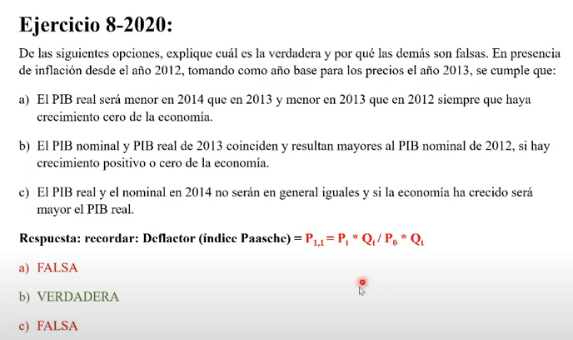 Ejercicio 8-2020:
De las siguientes opciones, explique cuál es la verdadera y por qué las demás son falsas. En presencia
de inflación desde el año 2012, tomando como año base para los precios el año 2013, se cumple que:
a) El PIB real será menor en 2014 que en 2013 y menor en 2013 que en 2012 siempre que haya
crecimiento cero de la economía.
b) El PIB nominal y PIB real de 2013 coinciden y resultan mayores al PIB nominal de 2012, si hay
crecimiento positivo o cero de la economía.
c) El PIB real y el nominal en 2014 no serán en general iguales y si la economía ha crecido será
mayor el PIB real.
Respuesta: recordar: Deflactor (índice Paasche) = P₁,₁ = P₁ * Q₁ / P₀ * Q₁
a) FALSA
b) VERDADERA
c) FALSA